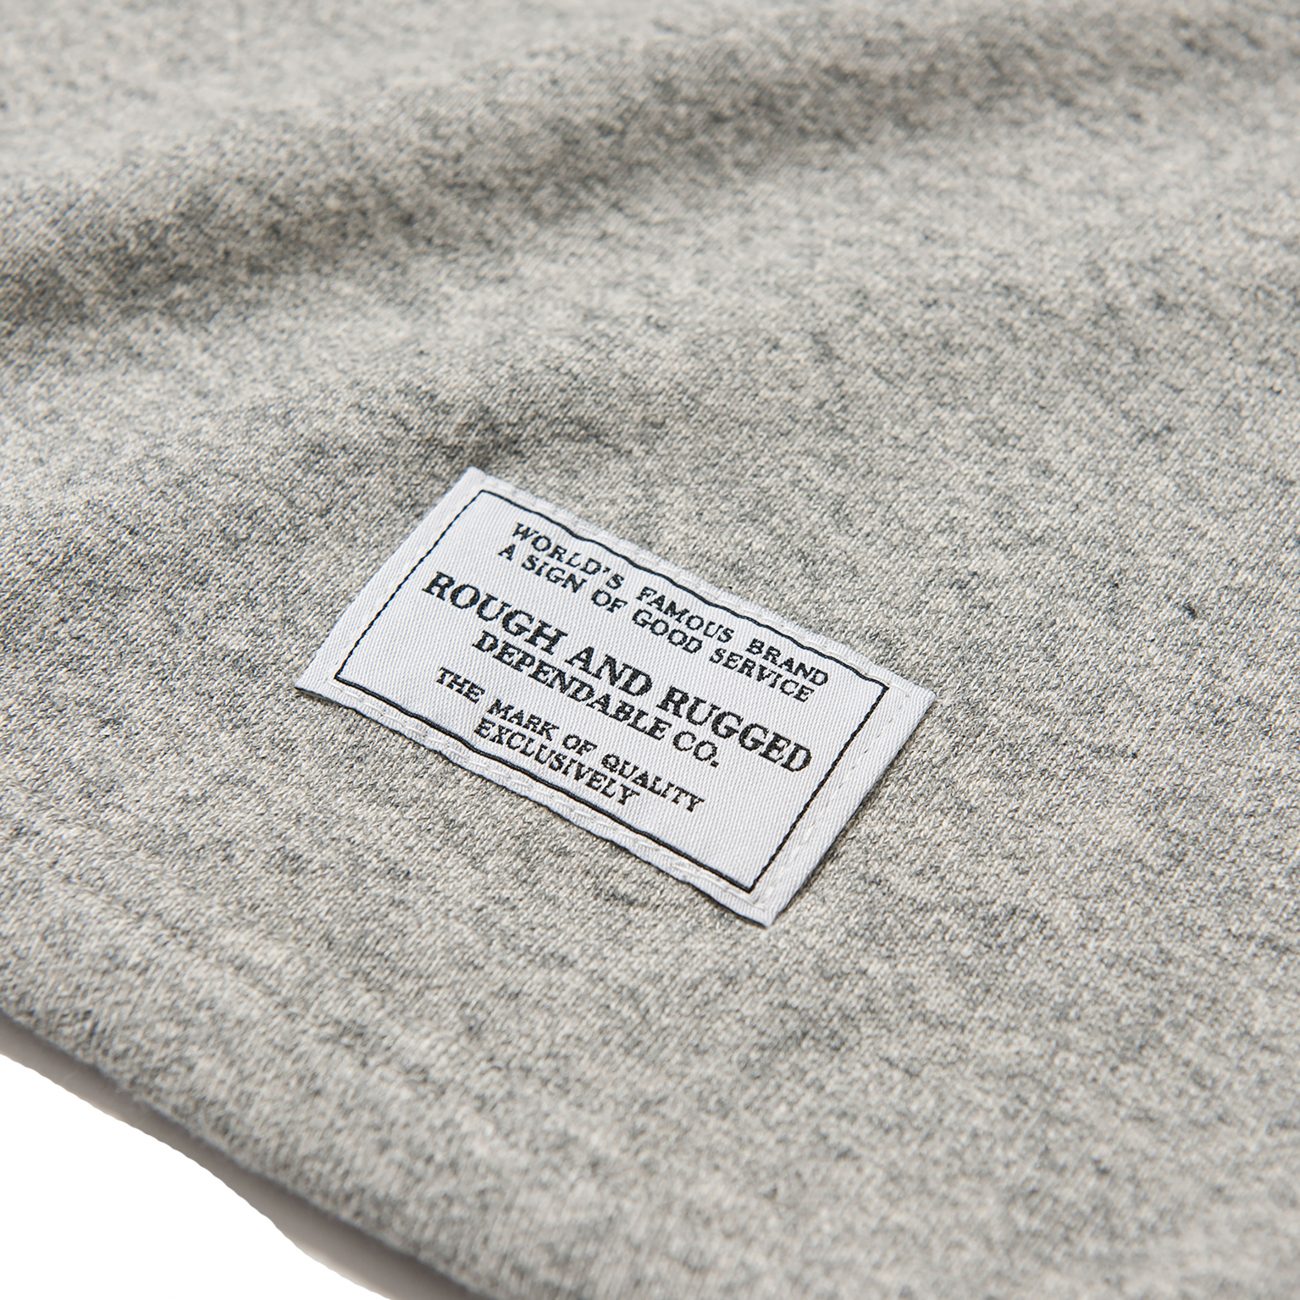 WORLD'S FAMOUS BRAND
A SIGN OF GOOD SERVICE
ROUGH AND RUGGED
DEPENDABLE CO.
THE MARK OF QUALITY
EXCLUSIVELY